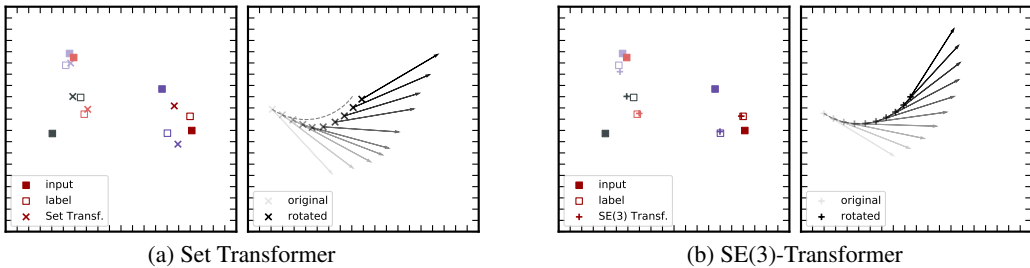 input
label
Set Transf.
original
rotated
input
label
SE(3) Transf.
original
rotated
(a) Set Transformer
(b) SE(3)-Transformer